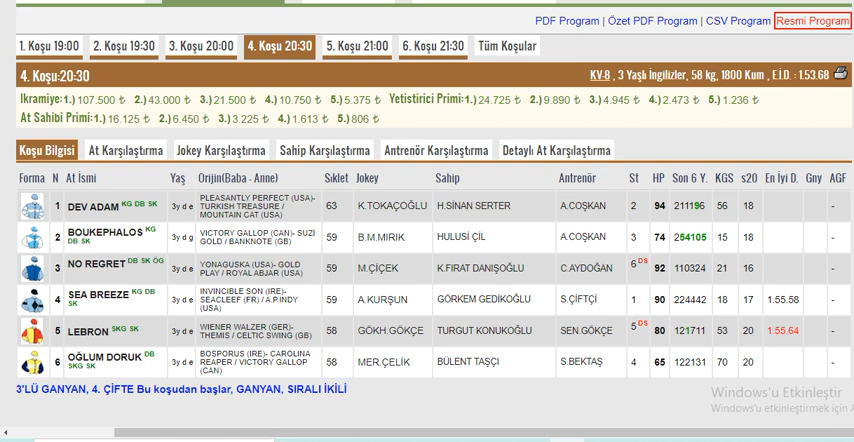 PDF Program | Özet PDF Program | CSV Program Resmi Program
1. Koşu 19:00 2. Koşu 19:30 3. Koşu 20:00 4. Koşu 20:30 5. Koşu 21:00 6. Koşu 21:30 Tüm Koşular
4. Koşu:20:30 KV-8 , 3 Yaşlı İngilizler, 58 kg, 1800 Kum , E.İ.D. : 1.53.68
Ikramiye:1.) 107.500 ₺ 2.) 43.000 ₺ 3.) 21.500 ₺ 4.) 10.750 ₺ 5.) 5.375 ₺ Yetistirici Primi:1.) 24.725 ₺ 2.) 9.890 ₺ 3.) 4.945 ₺ 4.) 2.473 ₺ 5.) 1.236 ₺
At Sahibi Primi:1.) 16.125 ₺ 2.) 6.450 ₺ 3.) 3.225 ₺ 4.) 1.613 ₺ 5.) 806 ₺
Koşu Bilgisi At Karşılaştırma Jokey Karşılaştırma Sahip Karşılaştırma Antrenör Karşılaştırma Detaylı At Karşılaştırma
Forma N At İsmi Yaş Orijin(Baba - Anne) Sıklet Jokey Sahip Antrenör St HP Son 6 Y. KGS s20 En İyi D. Gny AGF
1 DEV ADAM KG DB SK 3y d e PLEASANTLY PERFECT (USA)- TURKISH TREASURE / MOUNTAIN CAT (USA) 63 K.TOKAÇOĞLU H.SİNAN SERTER A.COŞKAN 2 94 211196 56 18 -
2 BOUKEPHALOS KG DB SK 3y d g VICTORY GALLOP (CAN)- SUZI GOLD / BANKNOTE (GB) 59 B.M.MIRIK HULUSİ ÇİL A.COŞKAN 3 74 254105 15 18 -
3 NO REGRET DB SK ÖG 3y d e YONAGUSKA (USA)- GOLD PLAY / ROYAL ABJAR (USA) 59 M.ÇİÇEK K.FIRAT DANIŞOĞLU C.AYDOĞAN 6 DS 92 110324 21 16 -
4 SEA BREEZE KG DB SK 3y d e INVINCIBLE SON (IRE)- SEACLEEF (FR) / A.P.INDY (USA) 59 A.KURŞUN GÖRKEM GEDİKOĞLU S.ÇİFTÇİ 1 90 224442 18 17 1.55.58 -
5 LEBRON SKG SK 3y d e WIENER WALZER (GER)- THEMIS / CELTIC SWING (GB) 58 GÖKH.GÖKÇE TURGUT KONUKOĞLU SEN.GÖKÇE 5 DS 80 121711 53 20 1.55.64 -
6 OĞLUM DORUK DB SKG SK 3y d e BOSPORUS (IRE)- CAROLINA REAPER / VICTORY GALLOP (CAN) 58 MER.ÇELİK BÜLENT TAŞÇI S.BEKTAŞ 4 65 122131 70 20 -
3'LÜ GANYAN, 4. ÇİFTE Bu koşudan başlar, GANYAN, SIRALI İKİLİ
Windows'u Etkinleştir
Windows'u etkinleştirmek için